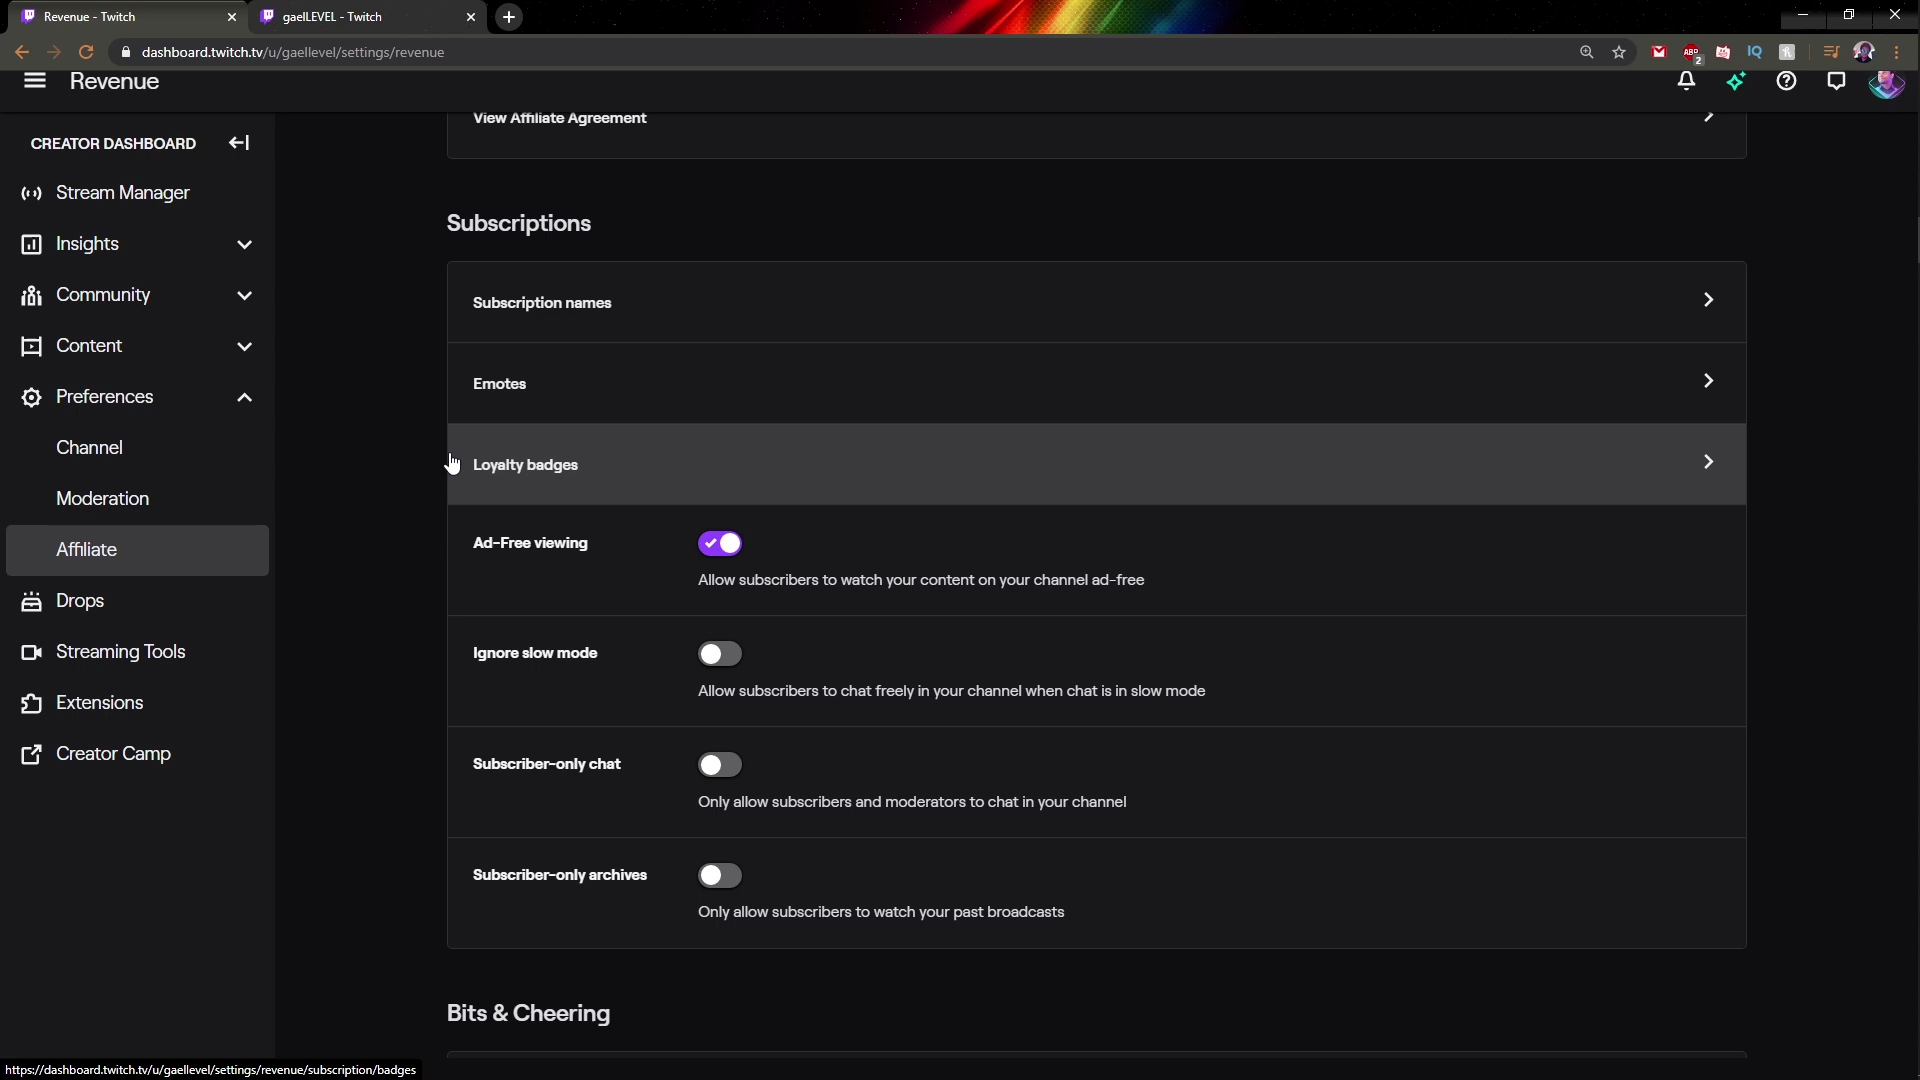 Revenue - Twitch
gaelLEVEL - Twitch
dashboard.twitch.tv/u/gaellevel/settings/revenue
ABP
2
IQ
Revenue
CREATOR DASHBOARD
Stream Manager
Insights
Community
Content
Preferences
Channel
Moderation
Affiliate
Drops
Streaming Tools
Extensions
Creator Camp
View Affiliate Agreement
Subscriptions
Subscription names
Emotes
Loyalty badges
Ad-Free viewing
Allow subscribers to watch your content on your channel ad-free
Ignore slow mode
Allow subscribers to chat freely in your channel when chat is in slow mode
Subscriber-only chat
Only allow subscribers and moderators to chat in your channel
Subscriber-only archives
Only allow subscribers to watch your past broadcasts
Bits & Cheering
https://dashboard.twitch.tv/u/gaellevel/settings/revenue/subscription/badges